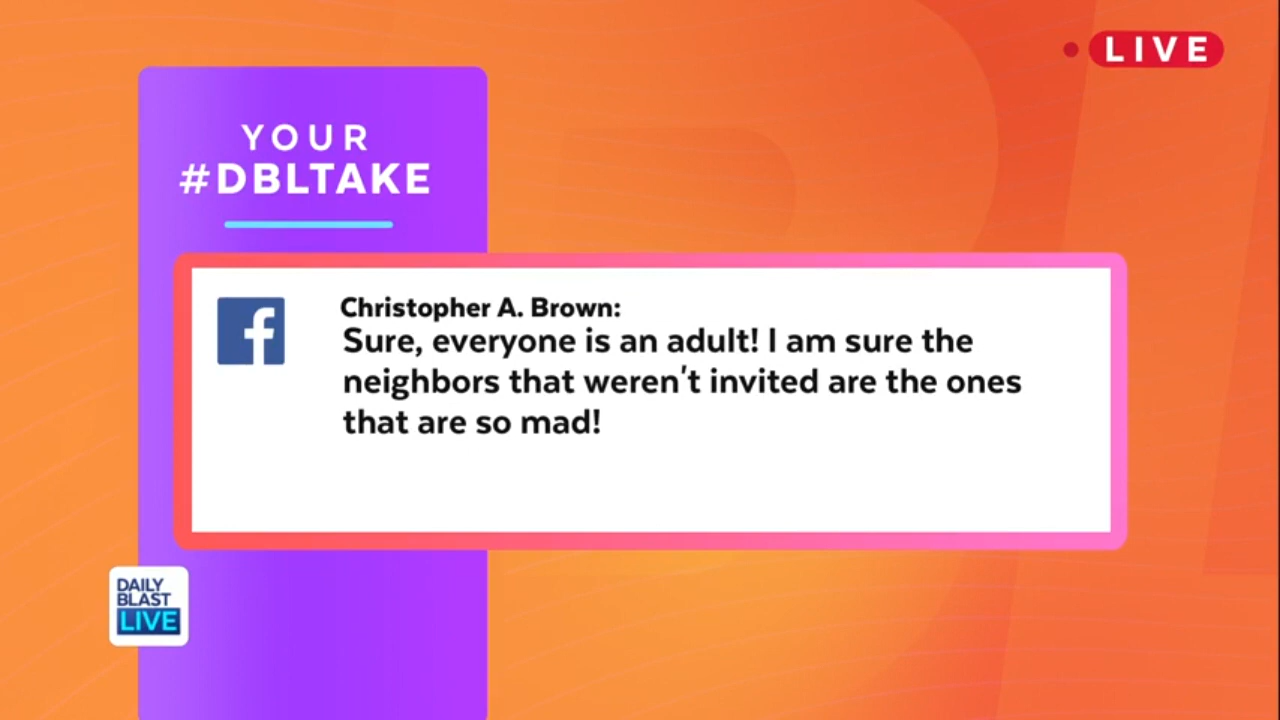 LIVE
YOUR
#DBLTAKE
Christopher A. Brown:
Sure, everyone is an adult! I am sure the
neighbors that weren't invited are the ones
that are so mad!
DAILY
BLAST
LIVE